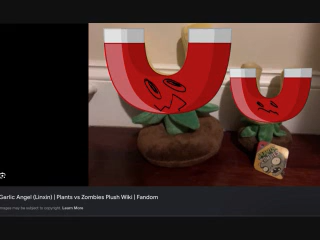 Garlic Angel (Linxin) | Plants vs Zombies Plush Wiki | Fandom
Images may be subject to copyright. Learn More